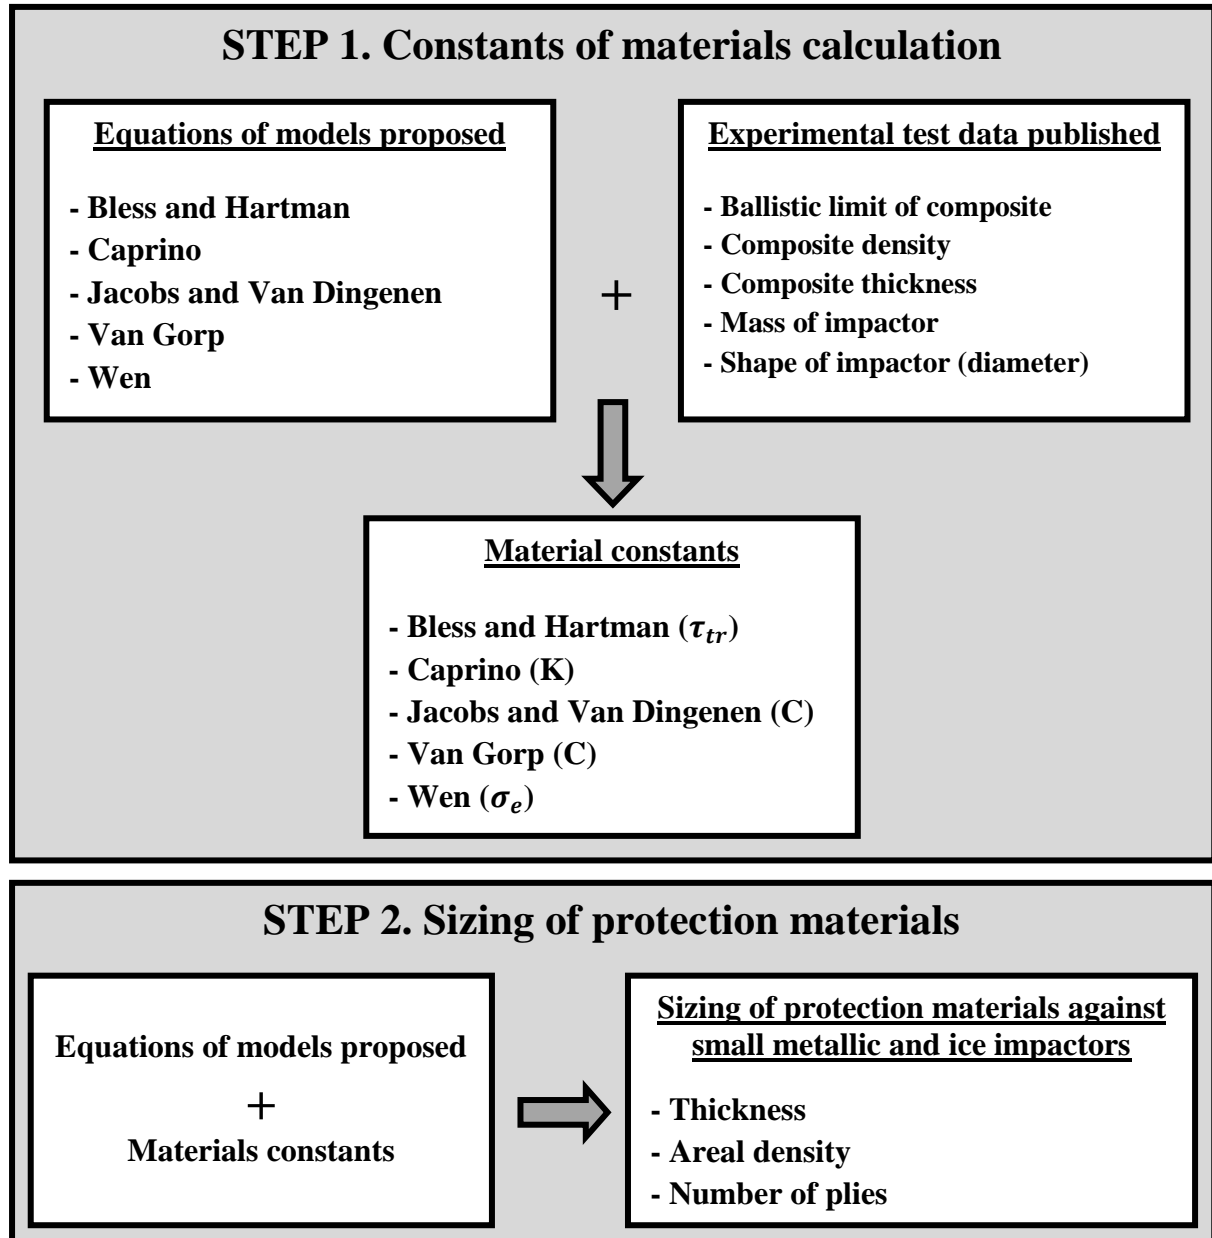 STEP 1. Constants of materials calculation
Equations of models proposed
- Bless and Hartman
- Caprino
- Jacobs and Van Dingenen
- Van Gorp
- Wen
+
Experimental test data published
- Ballistic limit of composite
- Composite density
- Composite thickness
- Mass of impactor
- Shape of impactor (diameter)
Material constants
- Bless and Hartman (τ_tr)
- Caprino (K)
- Jacobs and Van Dingenen (C)
- Van Gorp (C)
- Wen (σ_e)
STEP 2. Sizing of protection materials
Equations of models proposed
+
Materials constants
Sizing of protection materials against
small metallic and ice impactors
- Thickness
- Areal density
- Number of plies